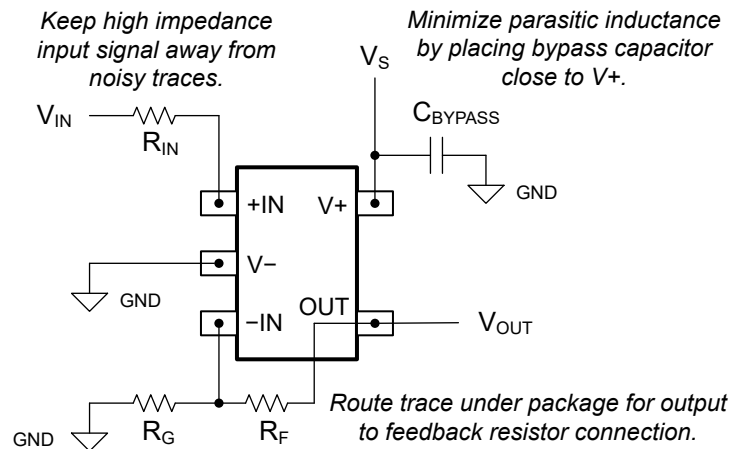 Keep high impedance
input signal away from
noisy traces.
Minimize parasitic inductance
by placing bypass capacitor
close to V+.
VS
CBYPASS
VIN
RIN
GND
+IN
V+
V−
GND
OUT
−IN
VOUT
Route trace under package for output
to feedback resistor connection.
GND
RG
RF